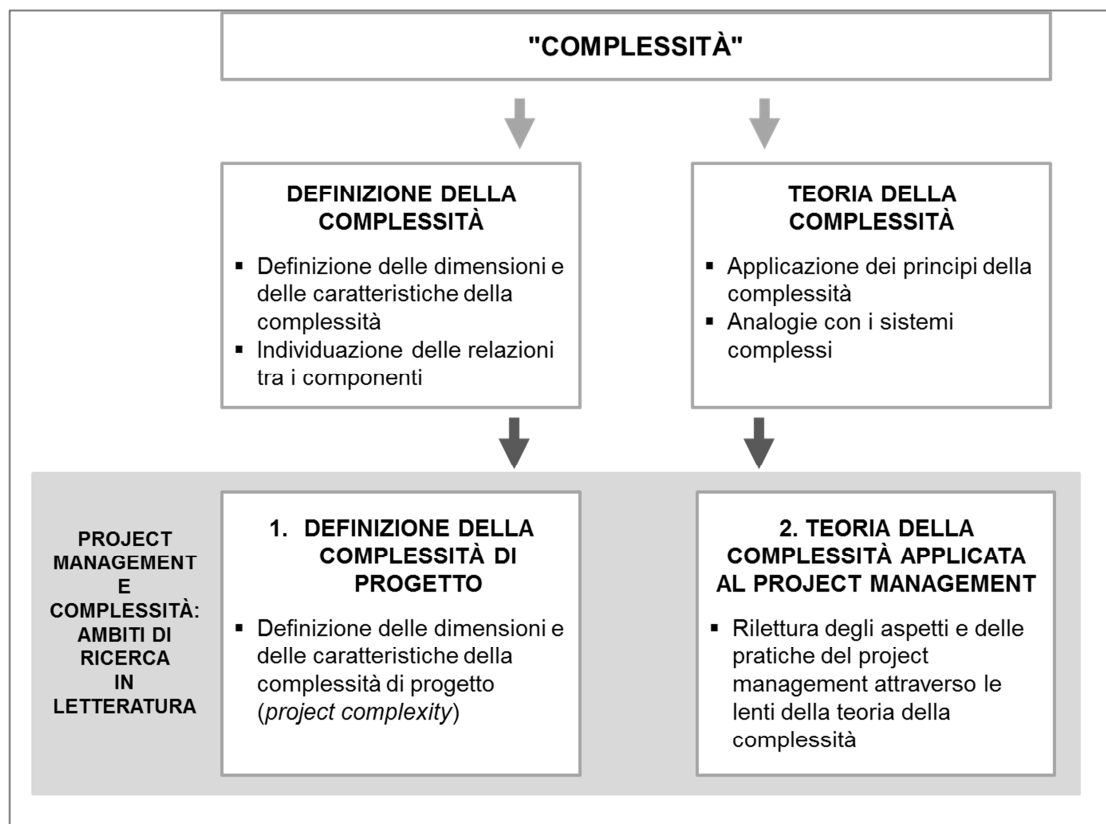 "COMPLESSITÀ"
DEFINIZIONE DELLA
COMPLESSITÀ
▪ Definizione delle dimensioni e
delle caratteristiche della
complessità
▪ Individuazione delle relazioni
tra i componenti
TEORIA DELLA
COMPLESSITÀ
▪ Applicazione dei principi della
complessità
▪ Analogie con i sistemi
complessi
PROJECT
MANAGEMENT
E
COMPLESSITÀ:
AMBITI DI
RICERCA
IN
LETTERATURA
1. DEFINIZIONE DELLA
COMPLESSITÀ DI
PROGETTO
▪ Definizione delle dimensioni e
delle caratteristiche della
complessità di progetto
(project complexity)
2. TEORIA DELLA
COMPLESSITÀ APPLICATA
AL PROJECT MANAGEMENT
▪ Rilettura degli aspetti e delle
pratiche del project
management attraverso le
lenti della teoria della
complessità